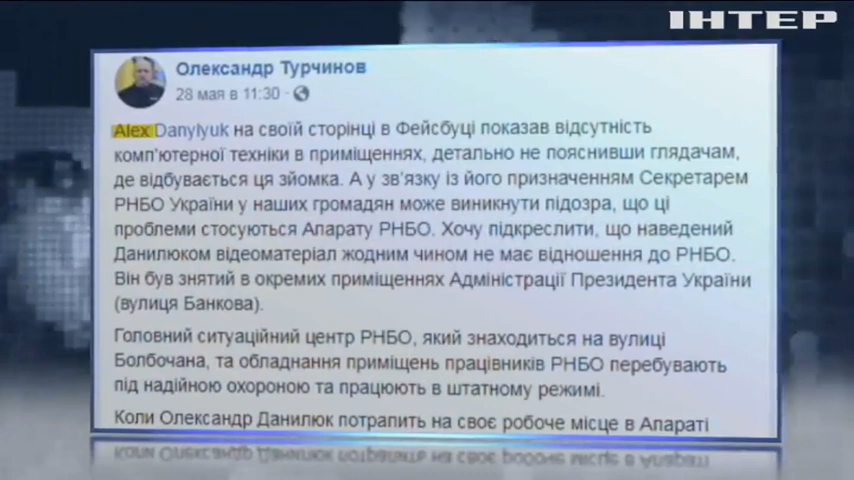 ІНТЕР
Олександр Турчинов
28 мая в 11:30 ·
Alex Danylyuk на своїй сторінці в Фейсбуці показав відсутність
комп'ютерної техніки в приміщеннях, детально не пояснивши глядачам,
де відбувається ця зйомка. А у зв'язку із його призначенням Секретарем
РНБО України у наших громадян може виникнути підозра, що ці
проблеми стосуються Апарату РНБО. Хочу підкреслити, що наведений
Данилюком відеоматеріал жодним чином не має відношення до РНБО.
Він був знятий в окремих приміщеннях Адміністрації Президента України
(вулиця Банкова).
Головний ситуаційний центр РНБО, який знаходиться на вулиці
Болбочана, та обладнання приміщень працівників РНБО перебувають
під надійною охороною та працюють в штатному режимі.
Коли Олександр Данилюк потрапить на своє робоче місце в Апараті